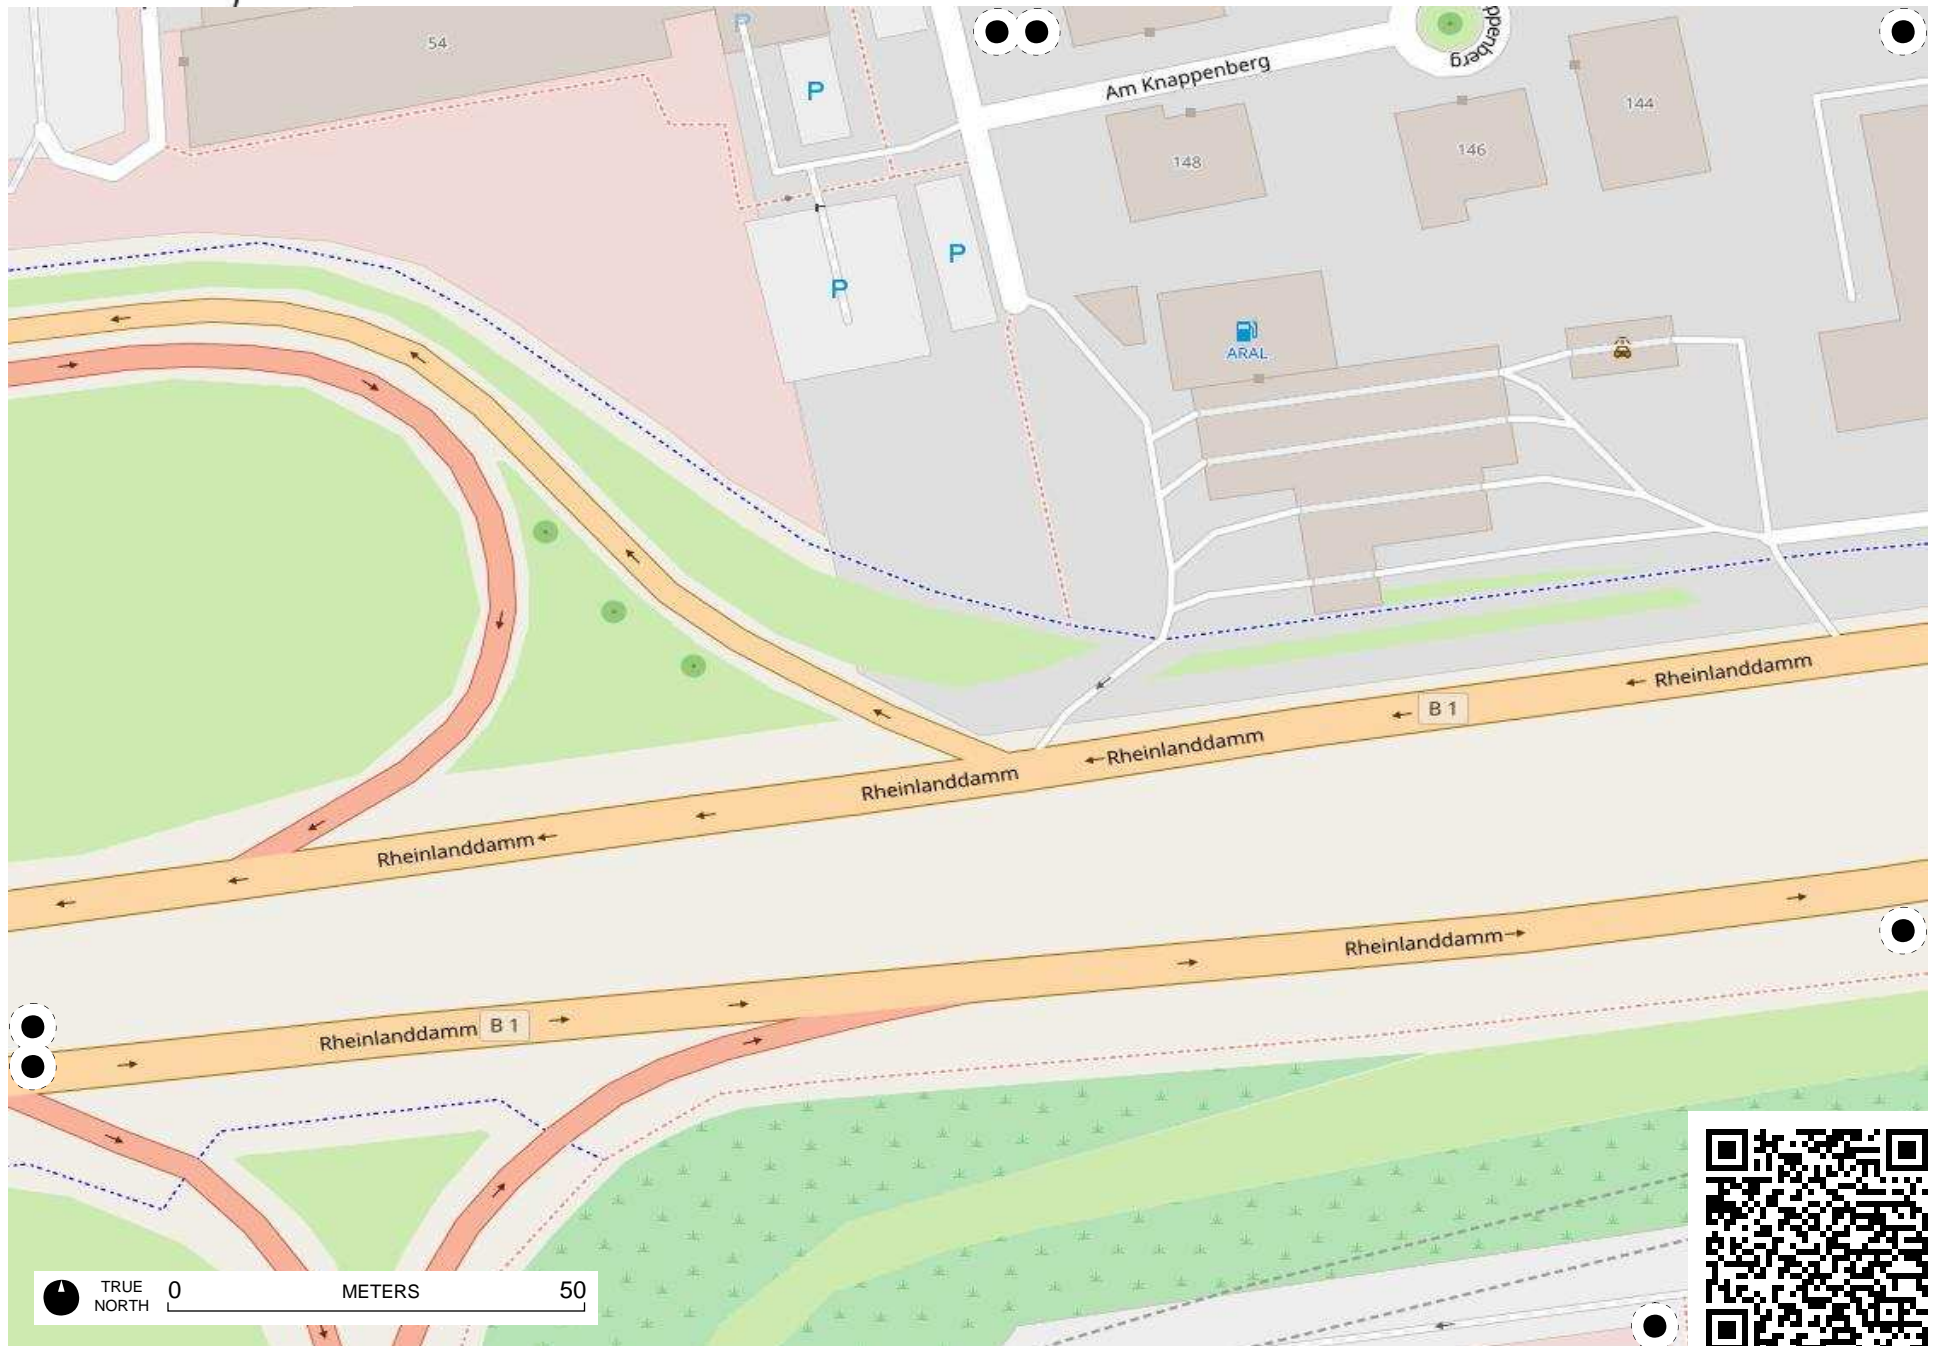 54
P
P
ppenberg
Am Knappenberg
144
148
146
P
P
ARAL
Rheinlanddamm
B 1
Rheinlanddamm
Rheinlanddamm
Rheinlanddamm
Rheinlanddamm
Rheinlanddamm B 1
TRUE NORTH
0 METERS 50